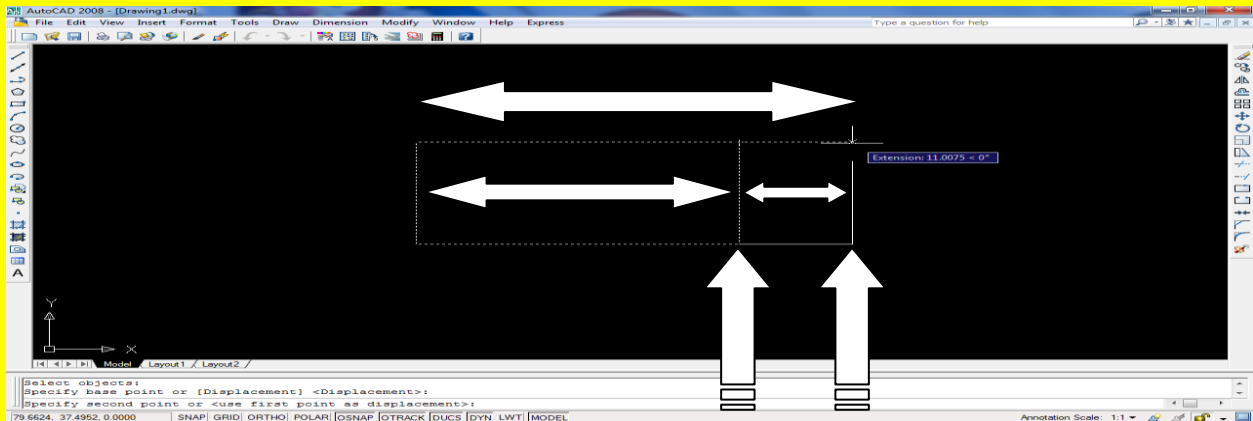 AutoCAD 2008 - [Drawing1.dwg]
File Edit View Insert Format Tools Draw Dimension Modify Window Help Express
Type a question for help
A
Extension: 11.0075 < 0°
Y
X
Model Layout1 Layout2
Select objects:
Specify base point or [Displacement] <Displacement>:
Specify second point or <use first point as displacement>:
79.6624, 37.4952, 0.0000 SNAP GRID ORTHO POLAR OSNAP OTRACK DUCS DYN LWT MODEL Annotation Scale: 1:1